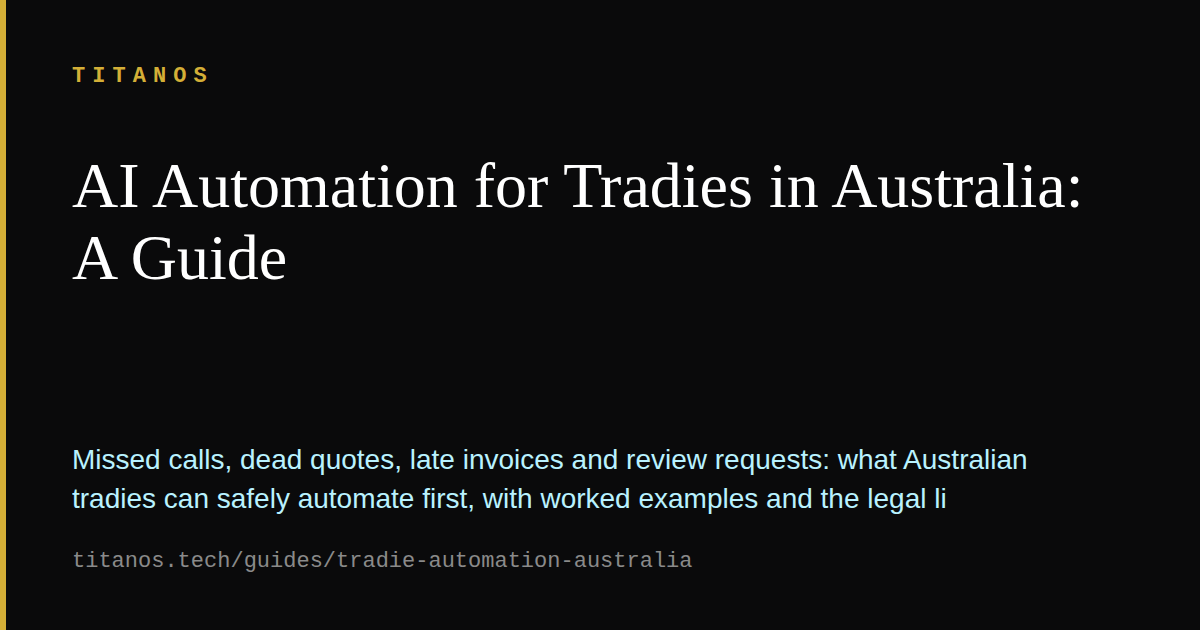 TITANOS
AI Automation for Tradies in Australia:
A Guide
Missed calls, dead quotes, late invoices and review requests: what Australian
tradies can safely automate first, with worked examples and the legal li
titanos.tech/guides/tradie-automation-australia